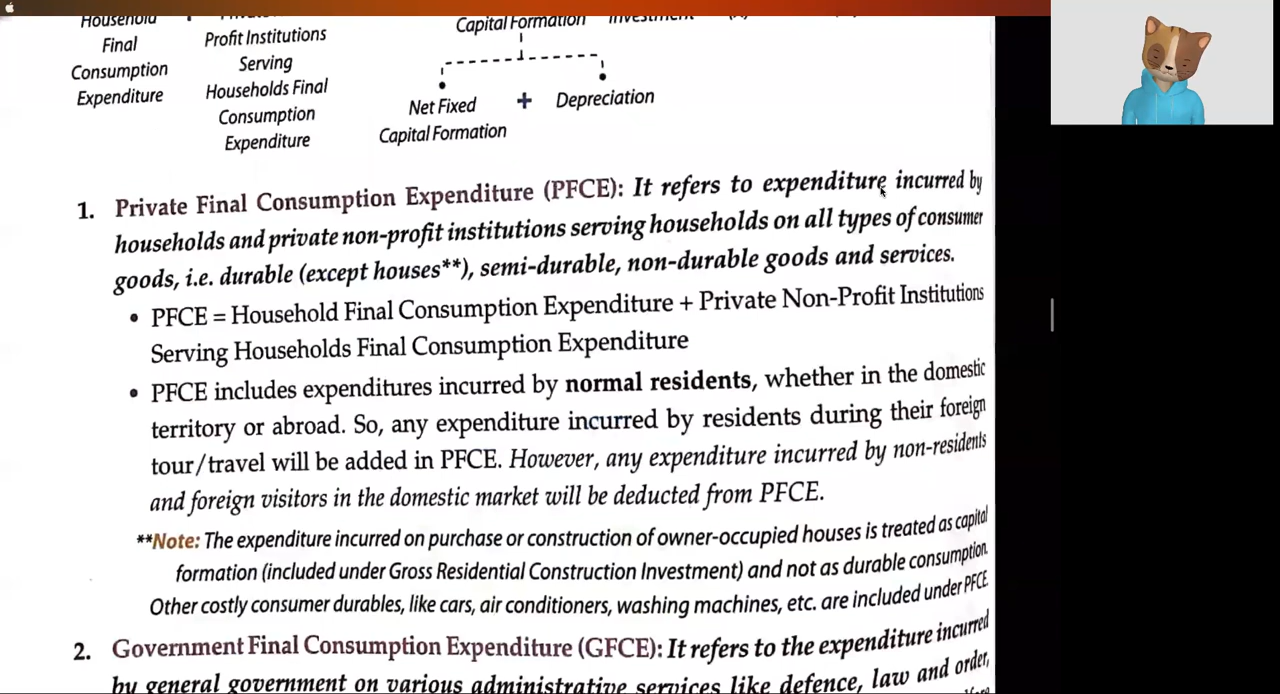 Household
Final
Consumption
Expenditure
Profit Institutions
Serving
Households Final
Consumption
Expenditure
Capital Formation Investment
Net Fixed
Capital Formation
+
Depreciation
1. Private Final Consumption Expenditure (PFCE): It refers to expenditure incurred by
households and private non-profit institutions serving households on all types of consumer
goods, i.e. durable (except houses**), semi-durable, non-durable goods and services.
• PFCE = Household Final Consumption Expenditure + Private Non-Profit Institutions
Serving Households Final Consumption Expenditure
• PFCE includes expenditures incurred by normal residents, whether in the domestic
territory or abroad. So, any expenditure incurred by residents during their foreign
tour/travel will be added in PFCE. However, any expenditure incurred by non-residents
and foreign visitors in the domestic market will be deducted from PFCE.
**Note: The expenditure incurred on purchase or construction of owner-occupied houses is treated as capital
formation (included under Gross Residential Construction Investment) and not as durable consumption.
Other costly consumer durables, like cars, air conditioners, washing machines, etc. are included under PFCE
2. Government Final Consumption Expenditure (GFCE): It refers to the expenditure incurred
by general government on various administrative services like defence, law and order,